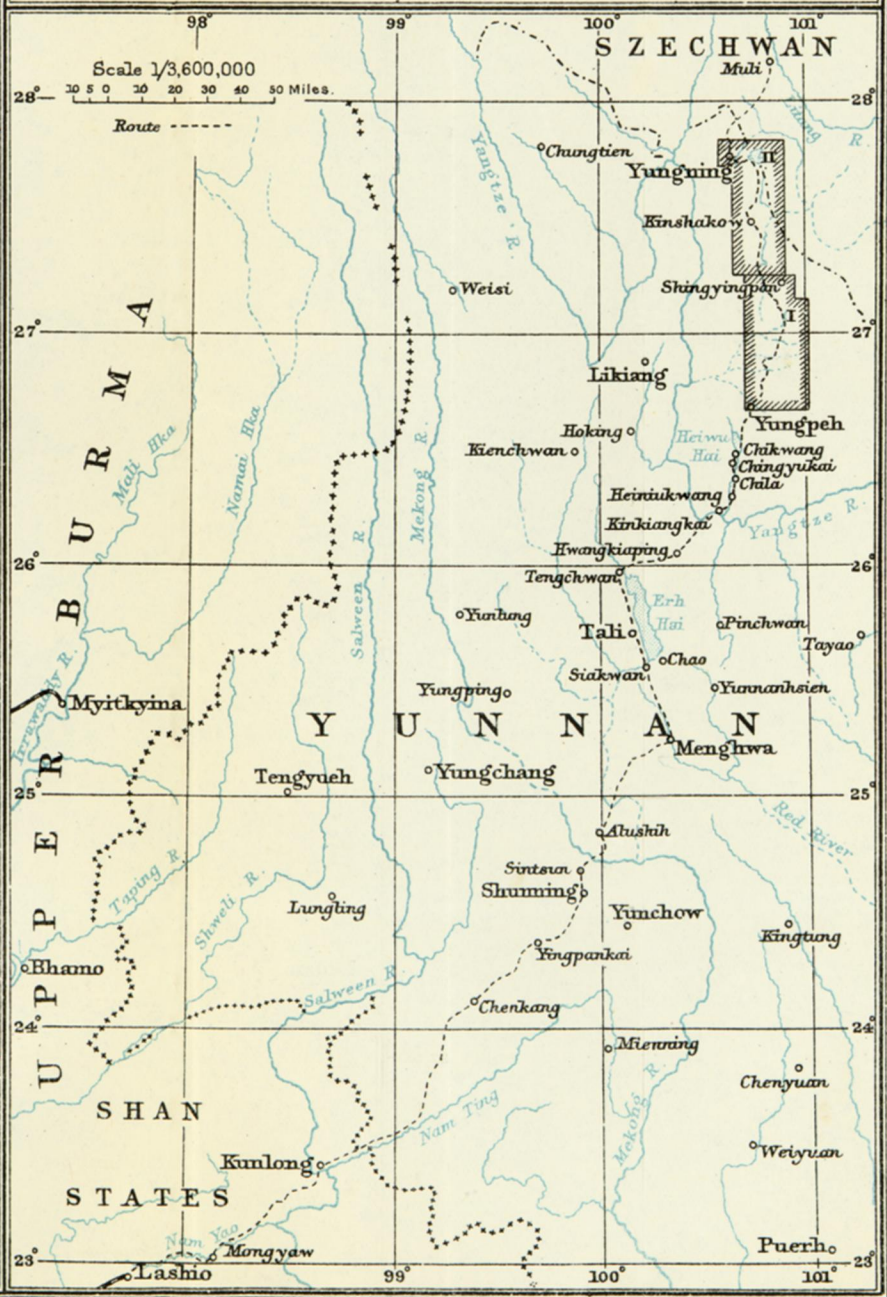 98°
99°
100°
101°
SZECHWAN
Scale 1/3,600,000
10 5 0 10 20 30 40 50 Miles.
Route
Muli
28°
28°
Litang R.
Chungtien
Yungning
II
Yangtze R.
Kinshakow
Weisi
Shingyingpan
I
27°
27°
Likiang
Yungpeh
Hoking
Heiwu Hai
Kienchwan
Chikwang
Chingyukai
Chila
Mali Hka
Namai Hka
Mekong R.
Heiniukwang
Kinkiangkai
Yangtze R.
Hwangkiaping
26°
26°
Tengchwan
Salween R.
Erh Hai
Yunlung
Pinchwan
Tali
Tayao
Chao
Siakwan
Irrawaddy R.
Yungping
Yunnanhsien
Myitkyina
YUNNAN
Menghwa
Tengyueh
Yungchang
25°
25°
Red River
Alushih
Taping R.
Sintsun
Shunning
Shweli R.
Lungling
Yunchow
Kingtung
Yingpankai
Bhamo
Salween R.
Chenkang
24°
24°
Mienning
Chenyuan
UPPER BURMA
SHAN
STATES
Nam Ting
Mekong R.
Kunlong
Weiyuan
Nam Yao
Mongyaw
Puerh
23°
23°
Lashio
99°
100°
101°